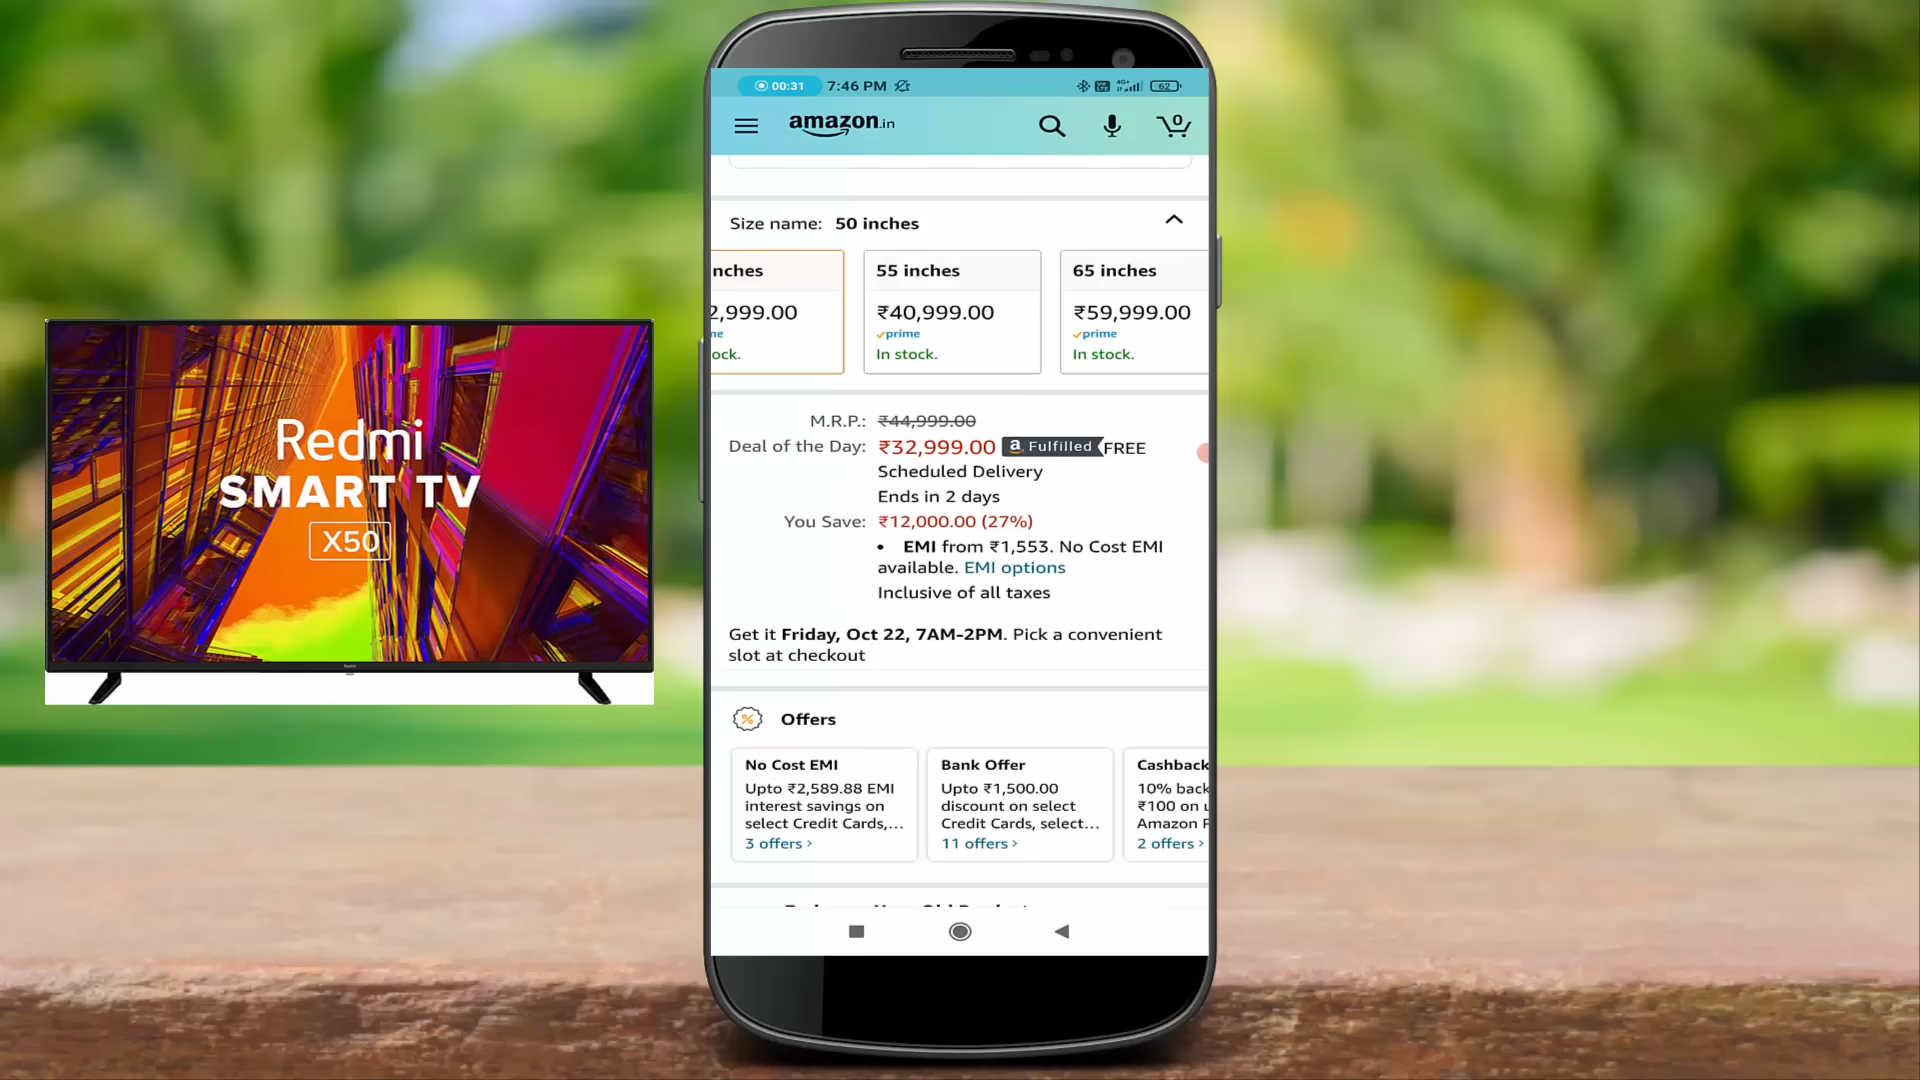 00:31 7:46 PM 62
amazon.in 0
Size name: 50 inches
nches
2,999.00
ock.
55 inches
₹40,999.00
prime
In stock.
65 inches
₹59,999.00
prime
In stock.
M.R.P.: ₹44,999.00
Deal of the Day: ₹32,999.00 a Fulfilled FREE
Scheduled Delivery
Ends in 2 days
You Save: ₹12,000.00 (27%)
• EMI from ₹1,553. No Cost EMI
available. EMI options
Inclusive of all taxes
Get it Friday, Oct 22, 7AM-2PM. Pick a convenient
slot at checkout
Offers
No Cost EMI
Upto ₹2,589.88 EMI
interest savings on
select Credit Cards,...
3 offers ›
Bank Offer
Upto ₹1,500.00
discount on select
Credit Cards, select...
11 offers ›
Cashback
10% back
₹100 on
Amazon
2 offers ›
Redmi
SMART TV
X50